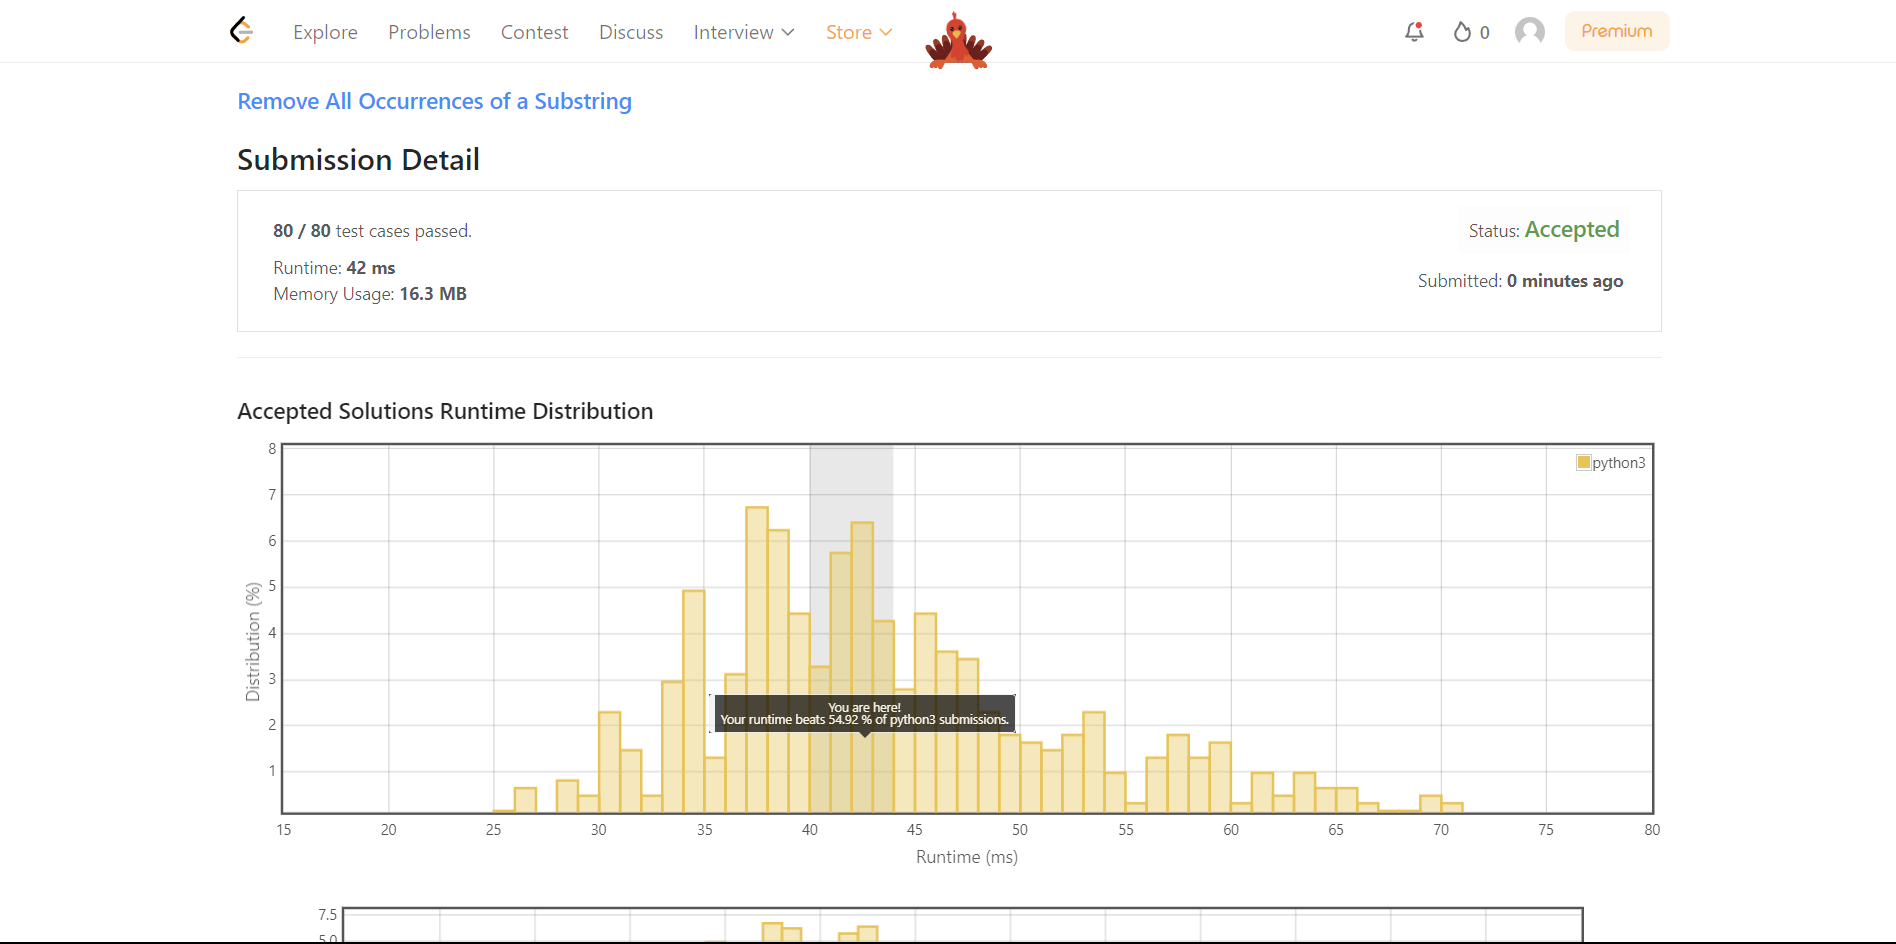 Explore Problems Contest Discuss Interview Store 0 Premium
Remove All Occurrences of a Substring
Submission Detail
80 / 80 test cases passed.
Status: Accepted
Runtime: 42 ms
Submitted: 0 minutes ago
Memory Usage: 16.3 MB
Accepted Solutions Runtime Distribution
8
python3
7
6
5
4
3
2
1
Distribution (%)
You are here!
Your runtime beats 54.92 % of python3 submissions.
15 20 25 30 35 40 45 50 55 60 65 70 75 80
Runtime (ms)
7.5
5.0